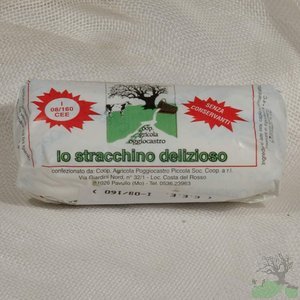 I
08/160
CEE
SENZA
CONSERVANTI
Coop.
agricola
Poggiocastro
lo stracchino delizioso
confezionato da: Coop. Agricola Poggiocastro Piccola Soc. Coop. a r.l.
Via Giardini Nord, n° 32/1 - Loc. Costa del Rosso
41026 Pavullo (Mo) - Tel. 0536.23983